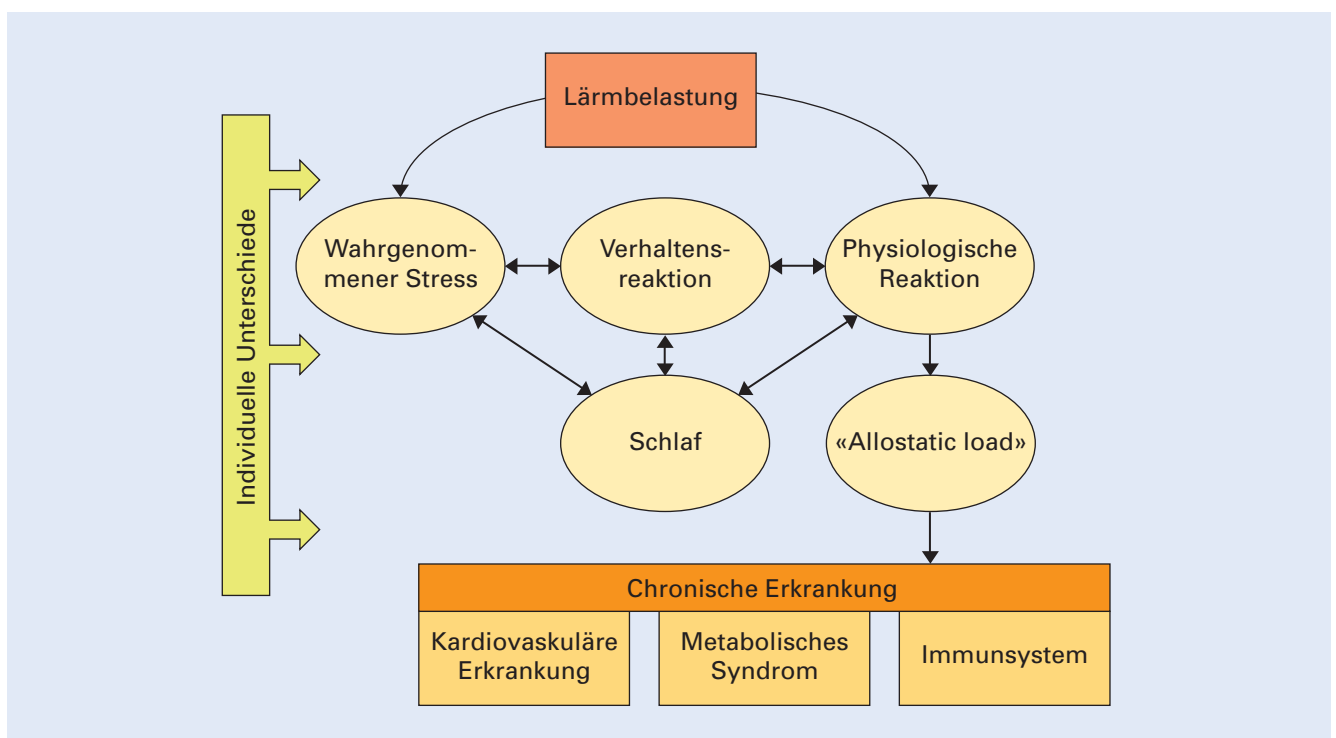 Lärmbelastung
Individuelle Unterschiede
Wahrgenom-
mener Stress
Verhaltens-
reaktion
Physiologische
Reaktion
Schlaf
«Allostatic load»
Chronische Erkrankung
Kardiovaskuläre
Erkrankung
Metabolisches
Syndrom
Immunsystem